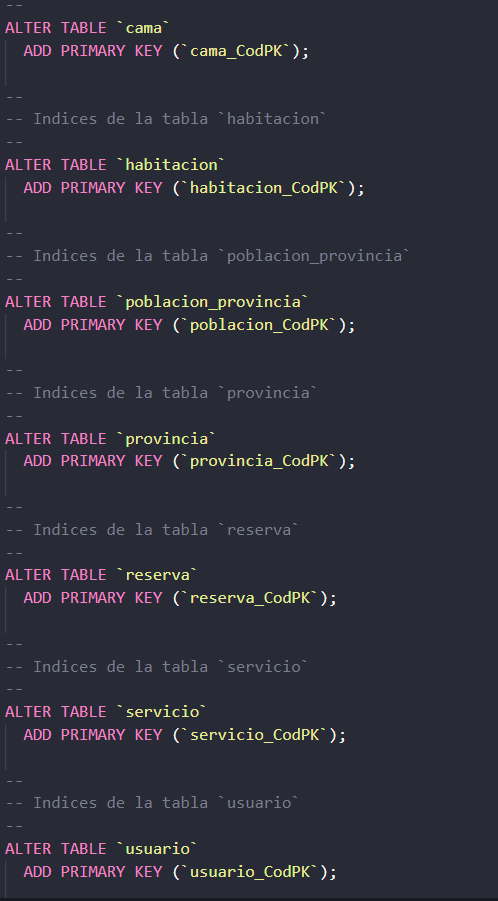 --
ALTER TABLE `cama`
  ADD PRIMARY KEY (`cama_CodPK`);
--
-- Indices de la tabla `habitacion`
--
ALTER TABLE `habitacion`
  ADD PRIMARY KEY (`habitacion_CodPK`);
--
-- Indices de la tabla `poblacion_provincia`
--
ALTER TABLE `poblacion_provincia`
  ADD PRIMARY KEY (`poblacion_CodPK`);
--
-- Indices de la tabla `provincia`
--
ALTER TABLE `provincia`
  ADD PRIMARY KEY (`provincia_CodPK`);
--
-- Indices de la tabla `reserva`
--
ALTER TABLE `reserva`
  ADD PRIMARY KEY (`reserva_CodPK`);
--
-- Indices de la tabla `servicio`
--
ALTER TABLE `servicio`
  ADD PRIMARY KEY (`servicio_CodPK`);
--
-- Indices de la tabla `usuario`
--
ALTER TABLE `usuario`
  ADD PRIMARY KEY (`usuario_CodPK`);